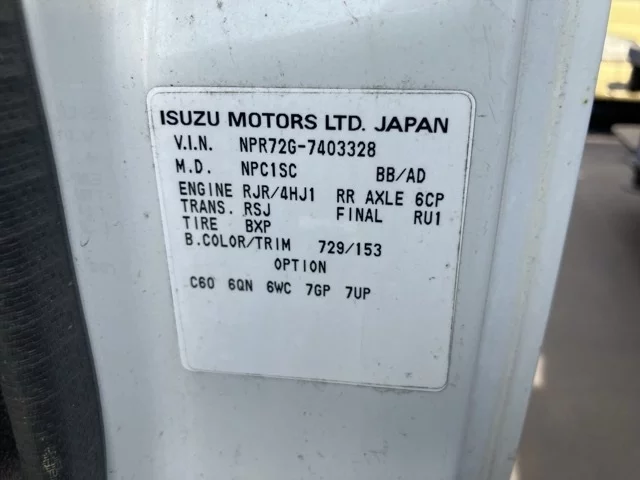 ISUZU MOTORS LTD. JAPAN
V.I.N. NPR72G-7403328
M.D. NPC1SC BB/AD
ENGINE RJR/4HJ1 RR AXLE 6CP
TRANS. RSJ FINAL RU1
TIRE BXP
B.COLOR/TRIM 729/153
OPTION
C60 6QN 6WC 7GP 7UP